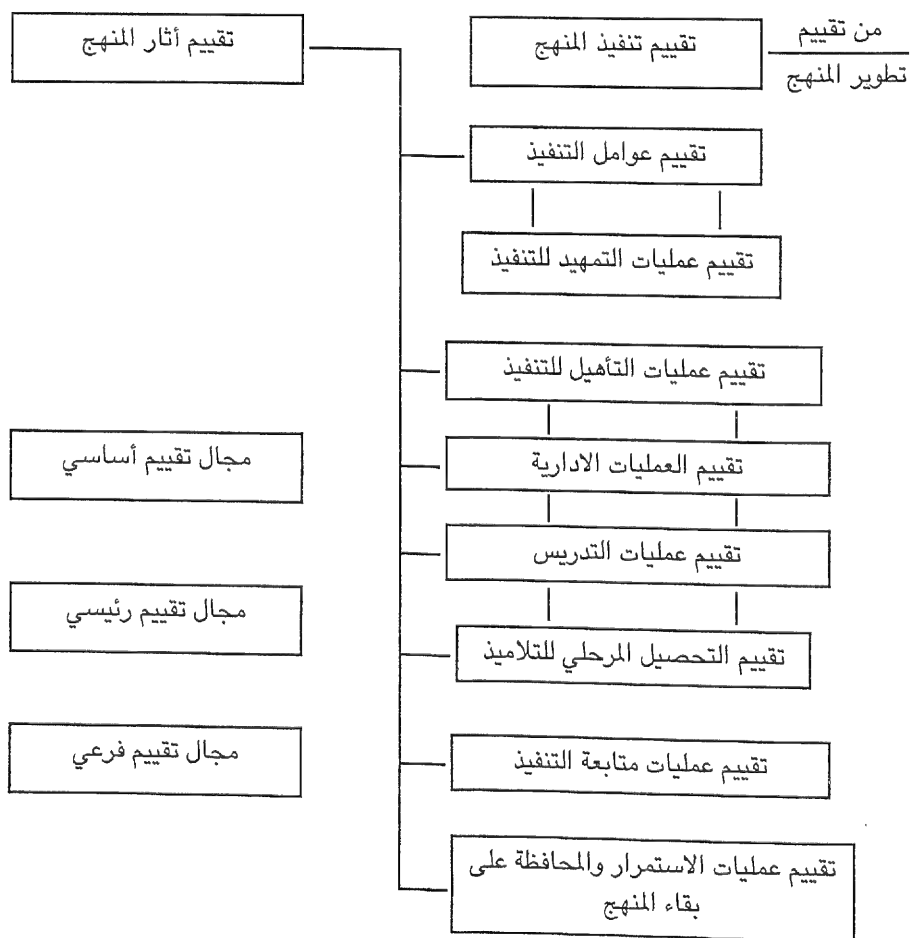 من تقييم
تطوير المنهج
تقييم تنفيذ المنهج
تقييم أثار المنهج
تقييم عوامل التنفيذ
تقييم عمليات التمهيد للتنفيذ
تقييم عمليات التأهيل للتنفيذ
تقييم العمليات الادارية
تقييم عمليات التدريس
تقييم التحصيل المرحلي للتلاميذ
تقييم عمليات متابعة التنفيذ
تقييم عمليات الاستمرار والمحافظة على
بقاء المنهج
مجال تقييم أساسي
مجال تقييم رئيسي
مجال تقييم فرعي